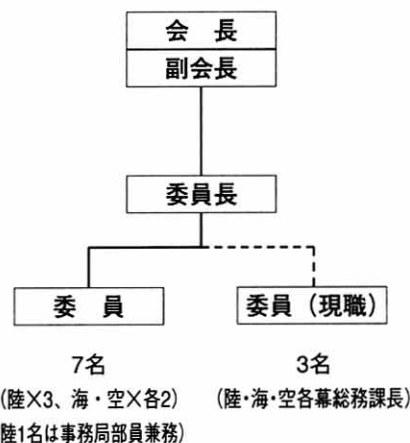 会　長
副会長
委員長
委　員
委員（現職）
7名
3名
(陸×3、海・空×各2)
(陸・海・空各幕総務課長)
陸1名は事務局部員兼務)